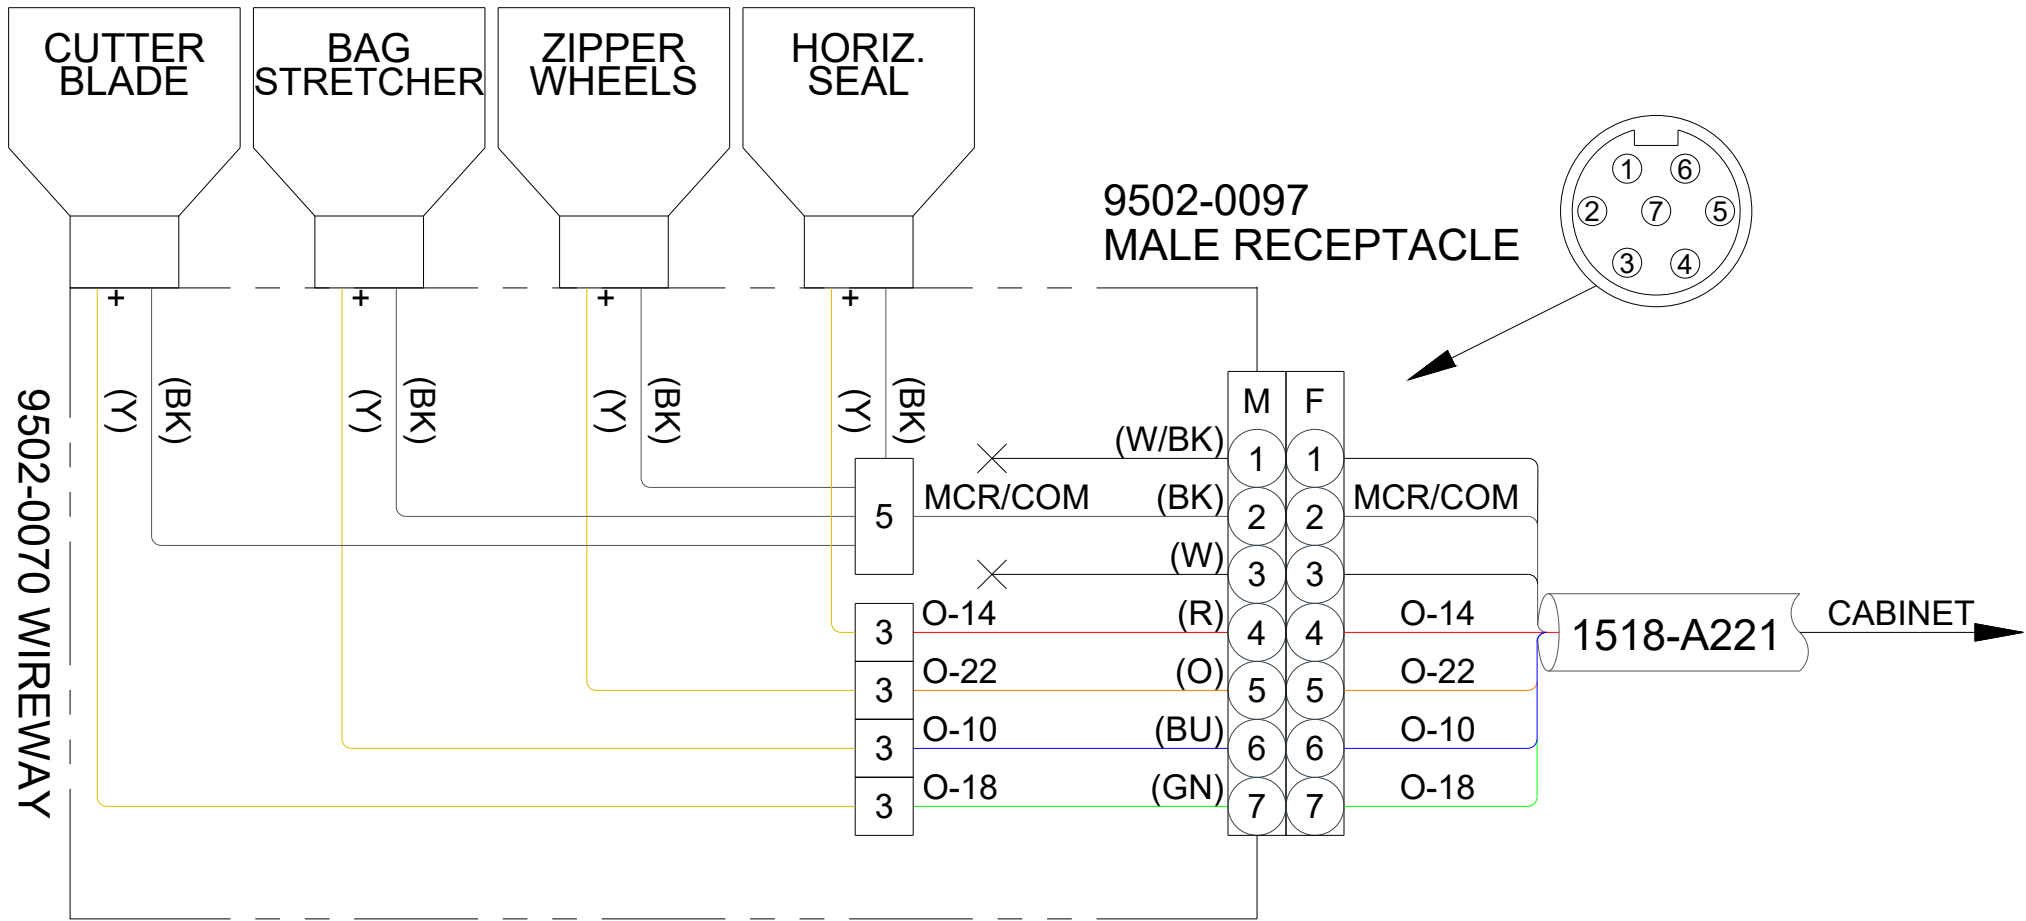 CUTTER
BLADE
BAG
STRETCHER
ZIPPER
WHEELS
HORIZ.
SEAL
9502-0097
MALE RECEPTACLE
1
6
2
7
5
3
4
+
+
+
+
(Y)
(BK)
(Y)
(BK)
(Y)
(BK)
(Y)
(BK)
9502-0070 WIREWAY
M F
(W/BK) 1 1
5 MCR/COM (BK) 2 2 MCR/COM
(W) 3 3
3 O-14 (R) 4 4 O-14
3 O-22 (O) 5 5 O-22
3 O-10 (BU) 6 6 O-10
3 O-18 (GN) 7 7 O-18
1518-A221
CABINET